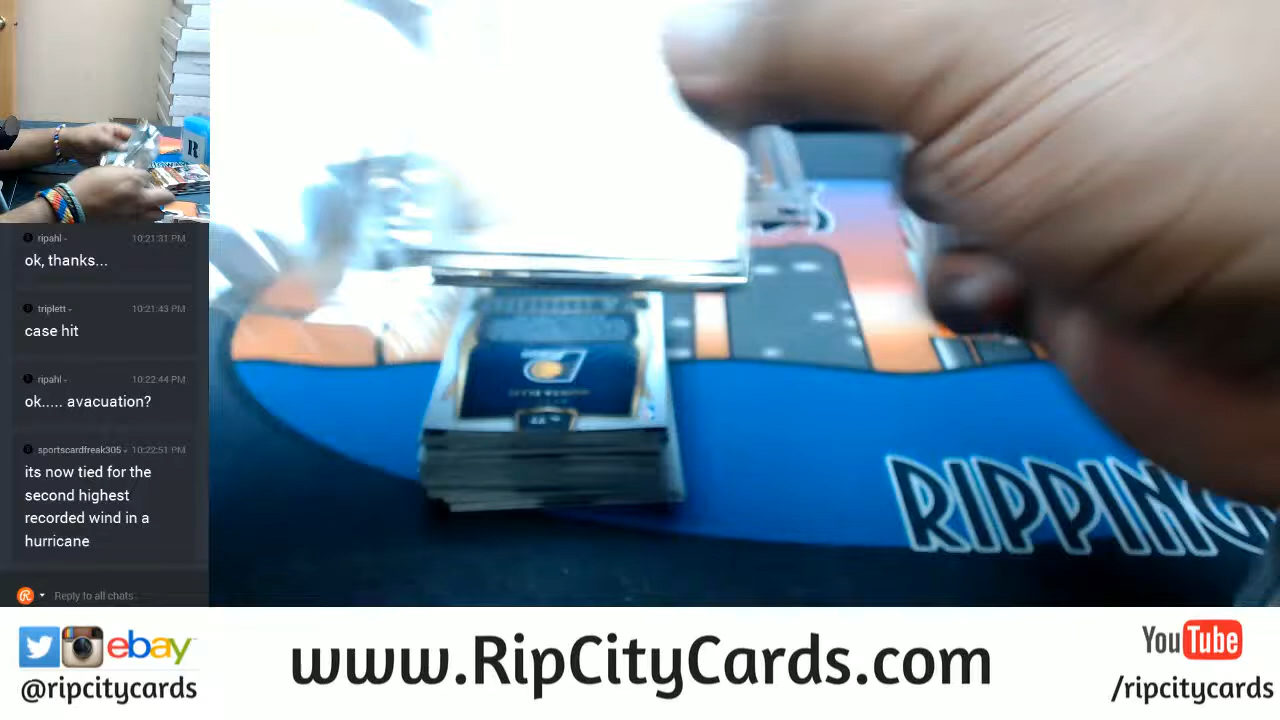 R
ripahl - 10:21:31 PM
ok, thanks...
triplett - 10:21:43 PM
case hit
ripahl - 10:22:44 PM
ok..... avacuation?
sportscardfreak305 - 10:22:51 PM
its now tied for the
second highest
recorded wind in a
hurricane
Reply to all chats
RIPPING
ebay
@ripcitycards
www.RipCityCards.com
You Tube
/ripcitycards